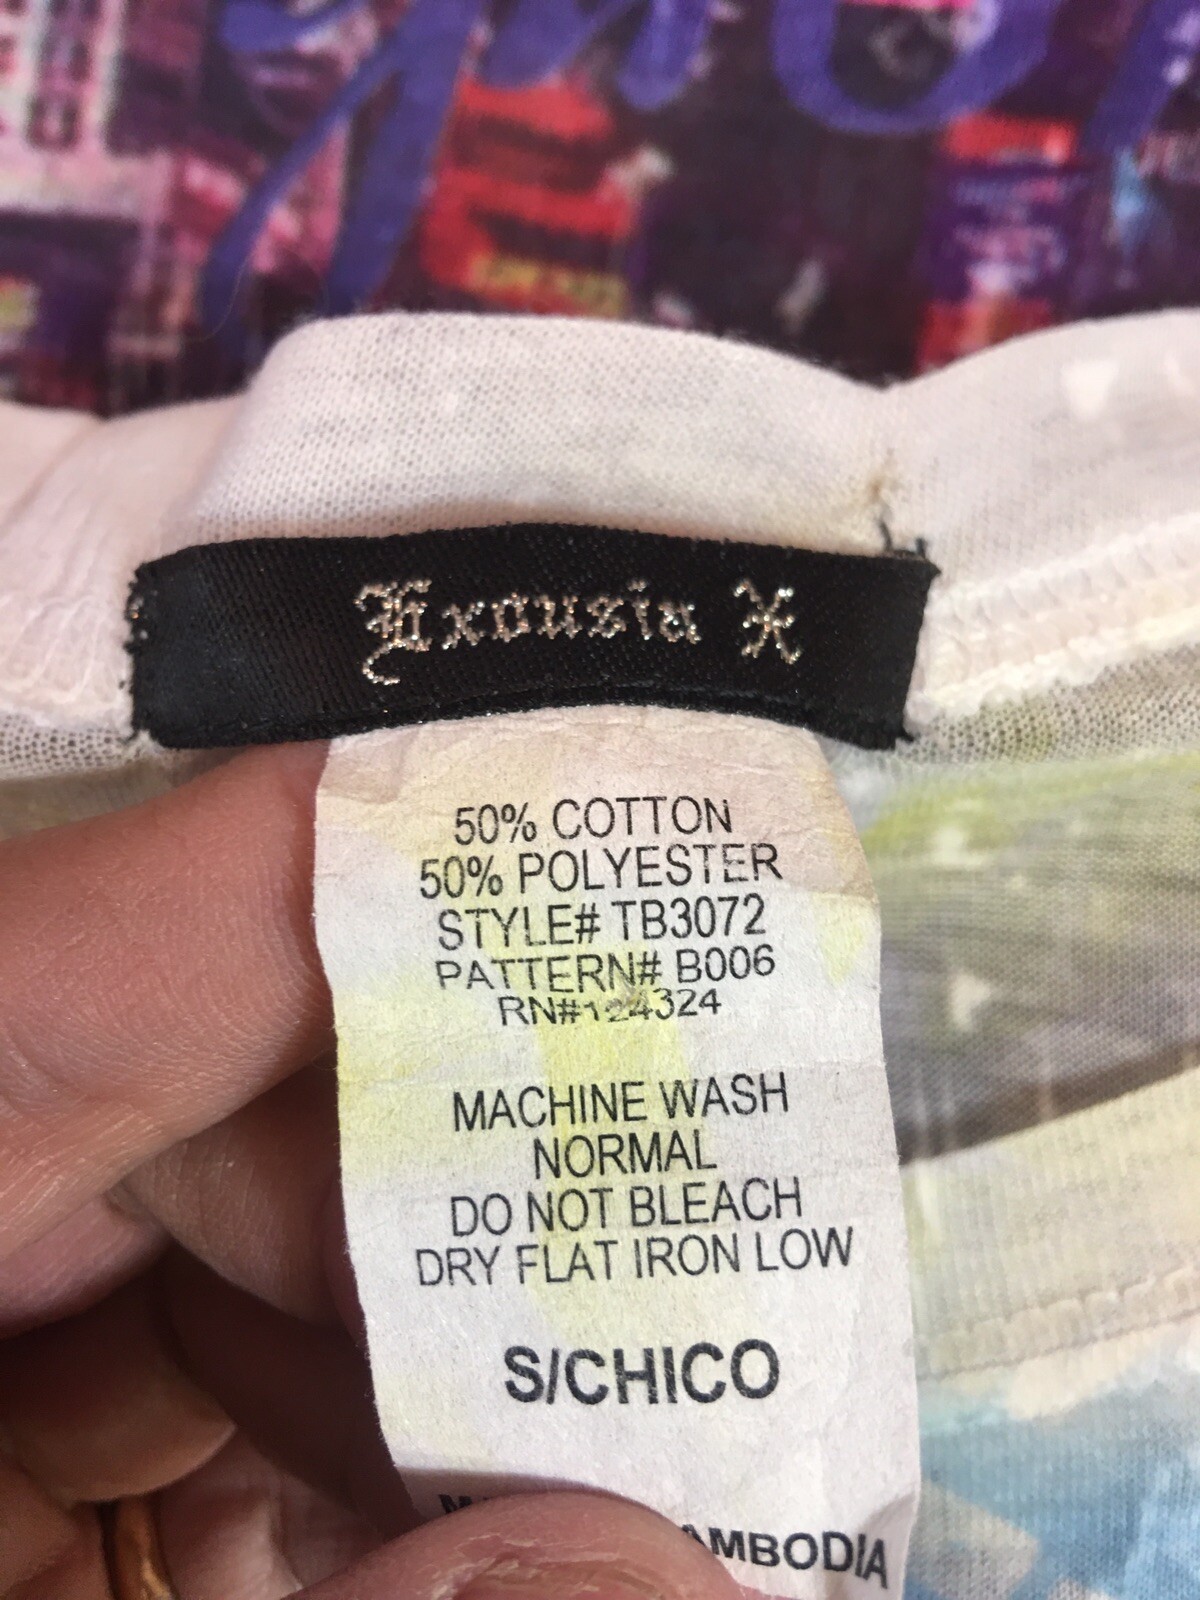 Exousia X
50% COTTON
50% POLYESTER
STYLE# TB3072
PATTERN# B006
RN#124324
MACHINE WASH
NORMAL
DO NOT BLEACH
DRY FLAT IRON LOW
S/CHICO